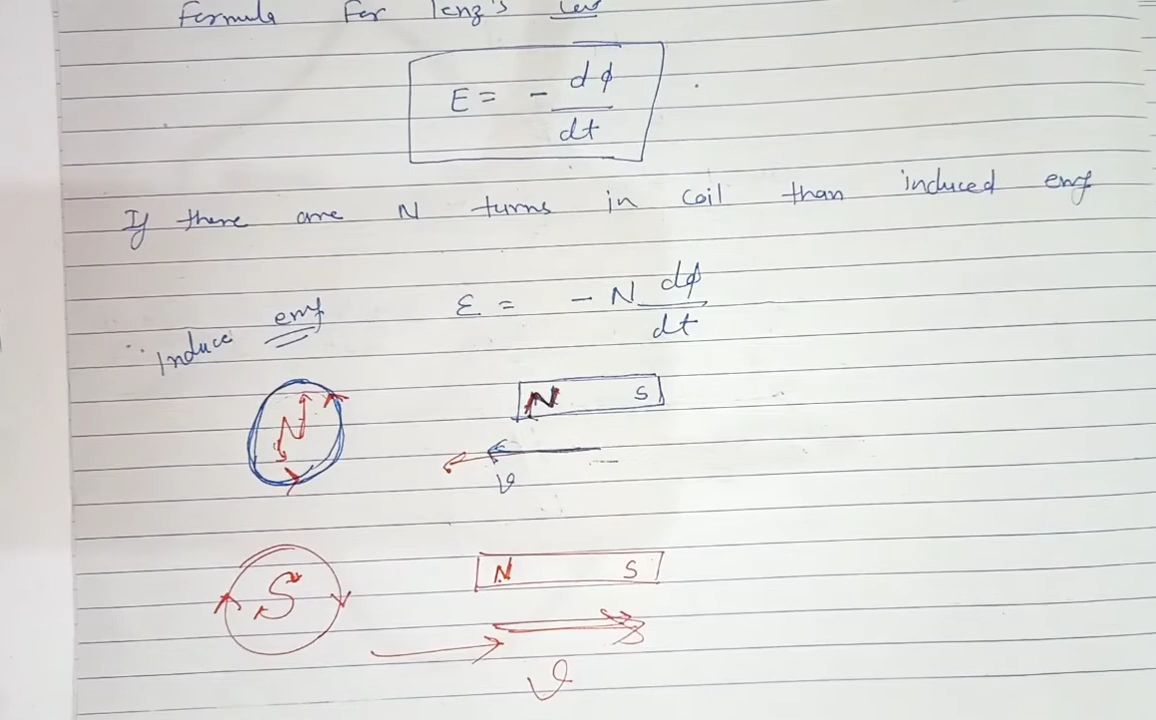 Formula For lenz's law
E = - dφ/dt
If there are N turns in coil than induced emf
Ɛ = - N dφ/dt
Induce emf
N
N S
v
S
N S
v